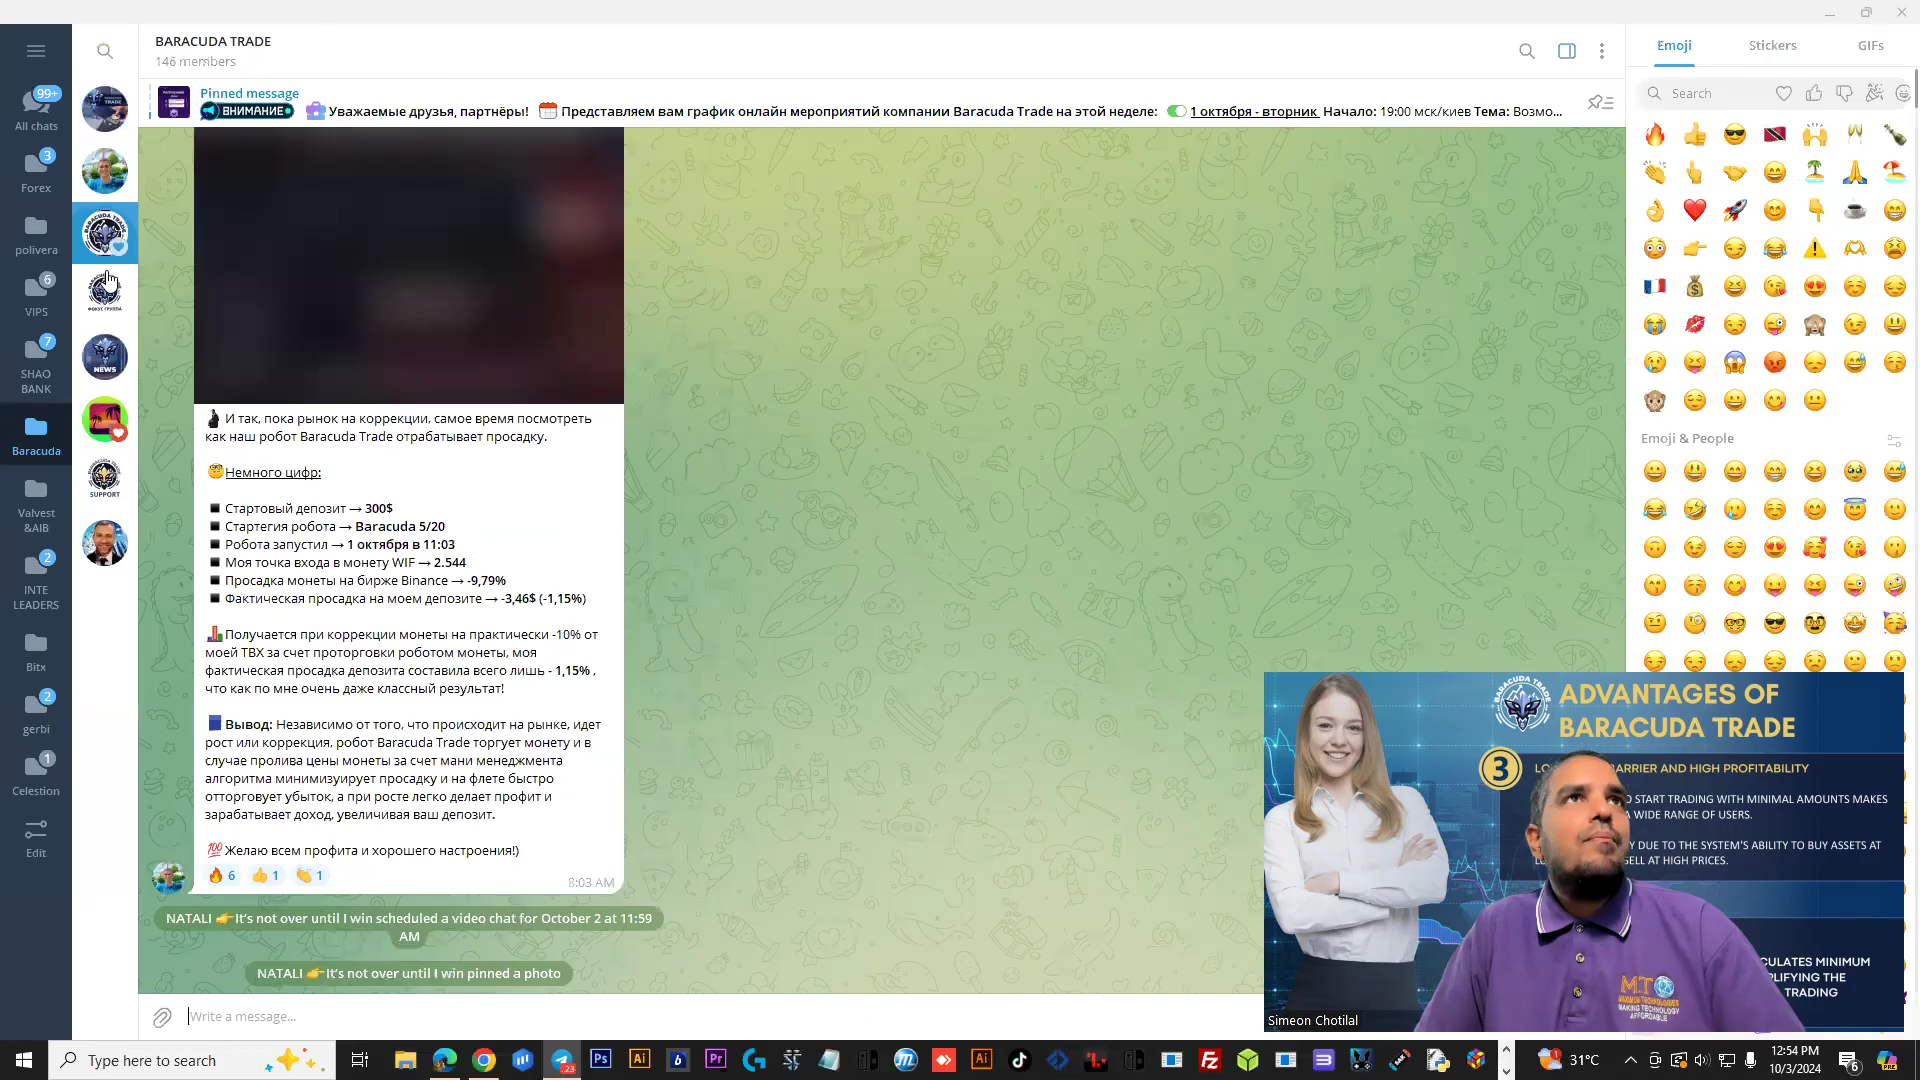 BARACUDA TRADE
146 members
Pinned message
ВНИМАНИЕ Уважаемые друзья, партнёры! Представляем вам график онлайн мероприятий компании Baracuda Trade на этой неделе: 1 октября - вторник Начало: 19:00 мск/киев Тема: Возмо...
99+
All chats
3
Forex
polivera
6
VIPS
7
SHAO
BANK
Baracuda
Valvest
&AIB
2
INTE
LEADERS
Bitx
2
gerbi
1
Celestion
Edit
NEWS
SUPPORT
И так, пока рынок на коррекции, самое время посмотреть
как наш робот Baracuda Trade отрабатывает просадку.
Немного цифр:
Стартовый депозит → 300$
Стартегия робота → Baracuda 5/20
Робота запустил → 1 октября в 11:03
Моя точка входа в монету WIF → 2.544
Просадка монеты на бирже Binance → -9,79%
Фактическая просадка на моем депозите → -3,46$ (-1,15%)
Получается при коррекции монеты на практически -10% от
моей ТВХ за счет проторговки роботом монеты, моя
фактическая просадка депозита составила всего лишь - 1,15% ,
что как по мне очень даже классный результат!
Вывод: Независимо от того, что происходит на рынке, идет
рост или коррекция, робот Baracuda Trade торгует монету и в
случае пролива цены монеты за счет мани менеджмента
алгоритма минимизуирует просадку и на флете быстро
отторговует убыток, а при росте легко делает профит и
зарабатывает доход, увеличивая ваш депозит.
Желаю всем профита и хорошего настроения!)
6 1 1
8:03 AM
NATALI It's not over until I win scheduled a video chat for October 2 at 11:59
AM
NATALI It's not over until I win pinned a photo
Write a message...
Emoji Stickers GIFs
Search
Emoji & People
ADVANTAGES OF
BARACUDA TRADE
3
ARRIER AND HIGH PROFITABILITY
O START TRADING WITH MINIMAL AMOUNTS MAKES
A WIDE RANGE OF USERS.
Y DUE TO THE SYSTEM'S ABILITY TO BUY ASSETS AT
SELL AT HIGH PRICES.
CULATES MINIMUM
PLIFYING THE
TRADING
MAXIMUM TECHNOLOGIES
MAKING TECHNOLOGY
AFFORDABLE
Simeon Chotilal
Type here to search
31°C
12:54 PM
10/3/2024
6